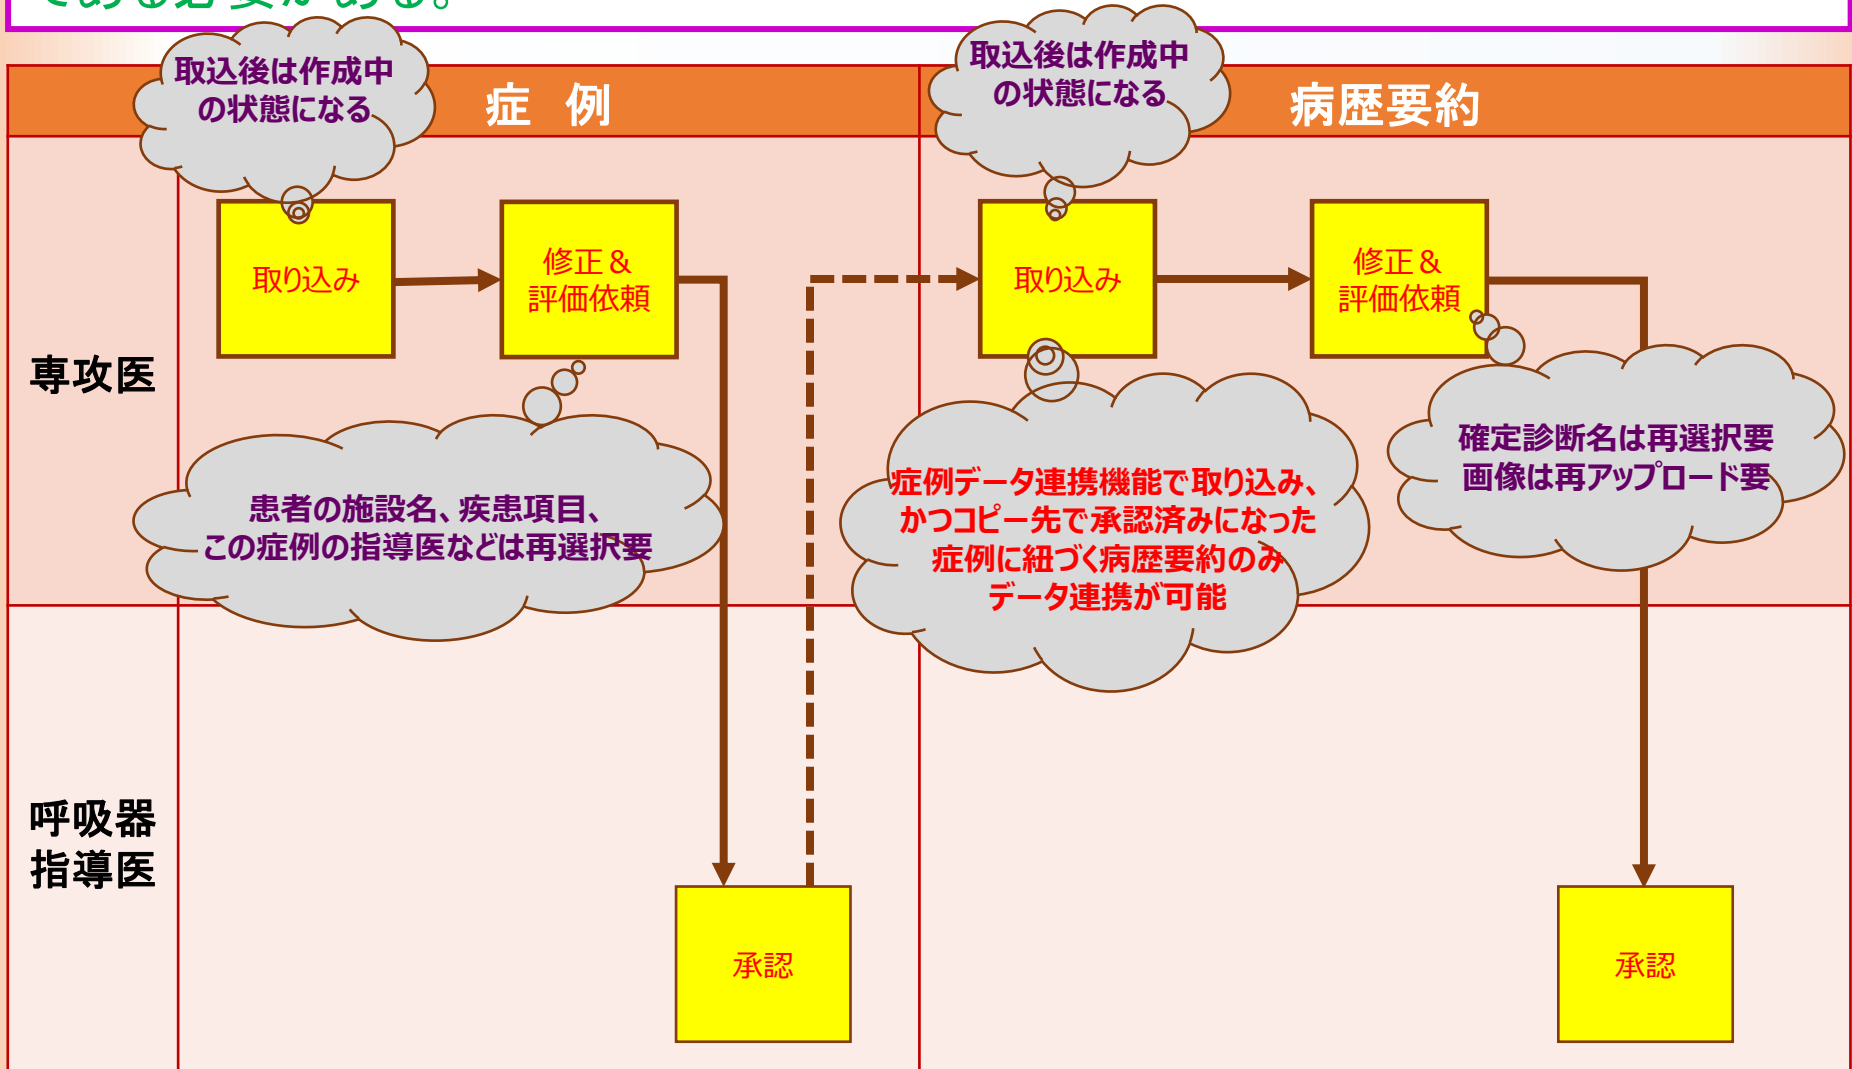 である必要がある。
取込後は作成中
の状態になる
取込後は作成中
の状態になる
症 例
病歴要約
専攻医
取り込み
修正＆
評価依頼
取り込み
修正＆
評価依頼
患者の施設名、疾患項目、
この症例の指導医などは再選択要
症例データ連携機能で取り込み、
かつコピー先で承認済みになった
症例に紐づく病歴要約のみ
データ連携が可能
確定診断名は再選択要
画像は再アップロード要
呼吸器
指導医
承認
承認